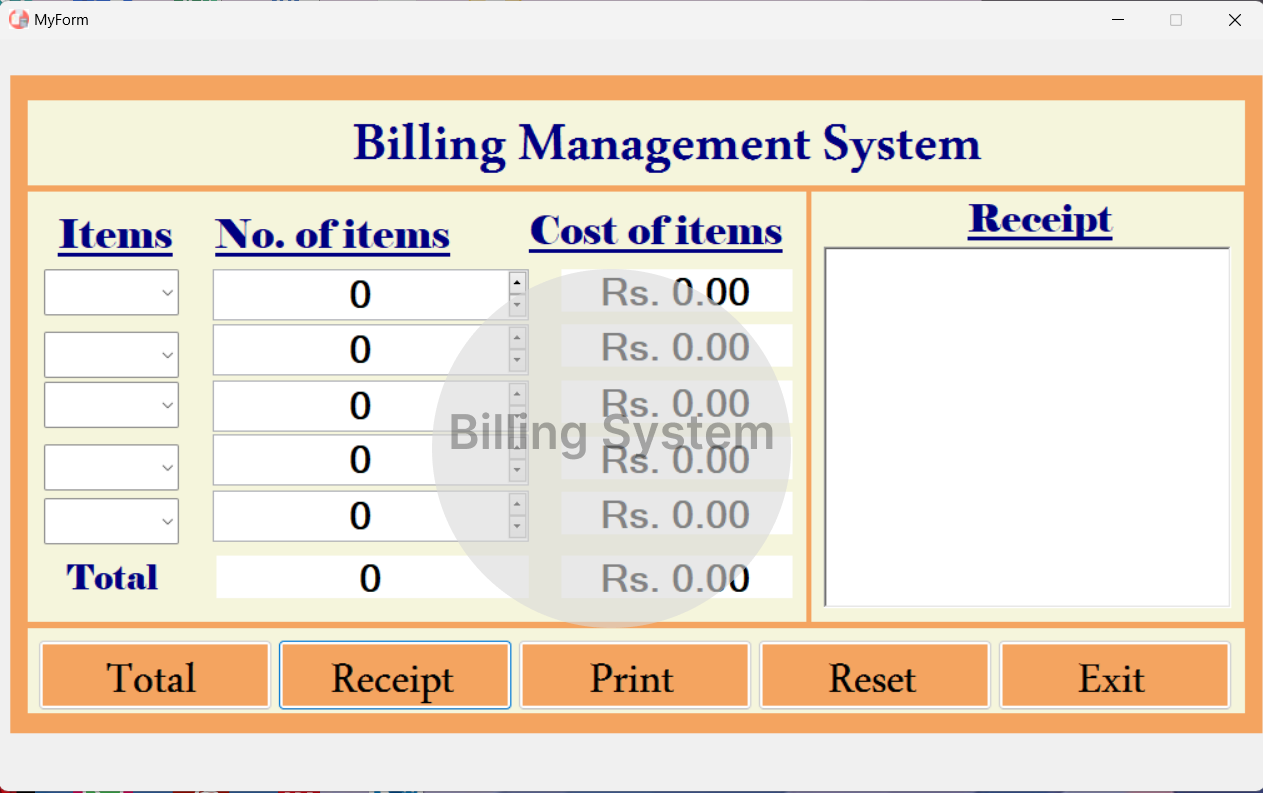 MyForm
Billing Management System
Items No. of items Cost of items Receipt
0 Rs. 0.00
0 Rs. 0.00
0 Rs. 0.00
Billing System
0 Rs. 0.00
0 Rs. 0.00
Total 0 Rs. 0.00
Total Receipt Print Reset Exit